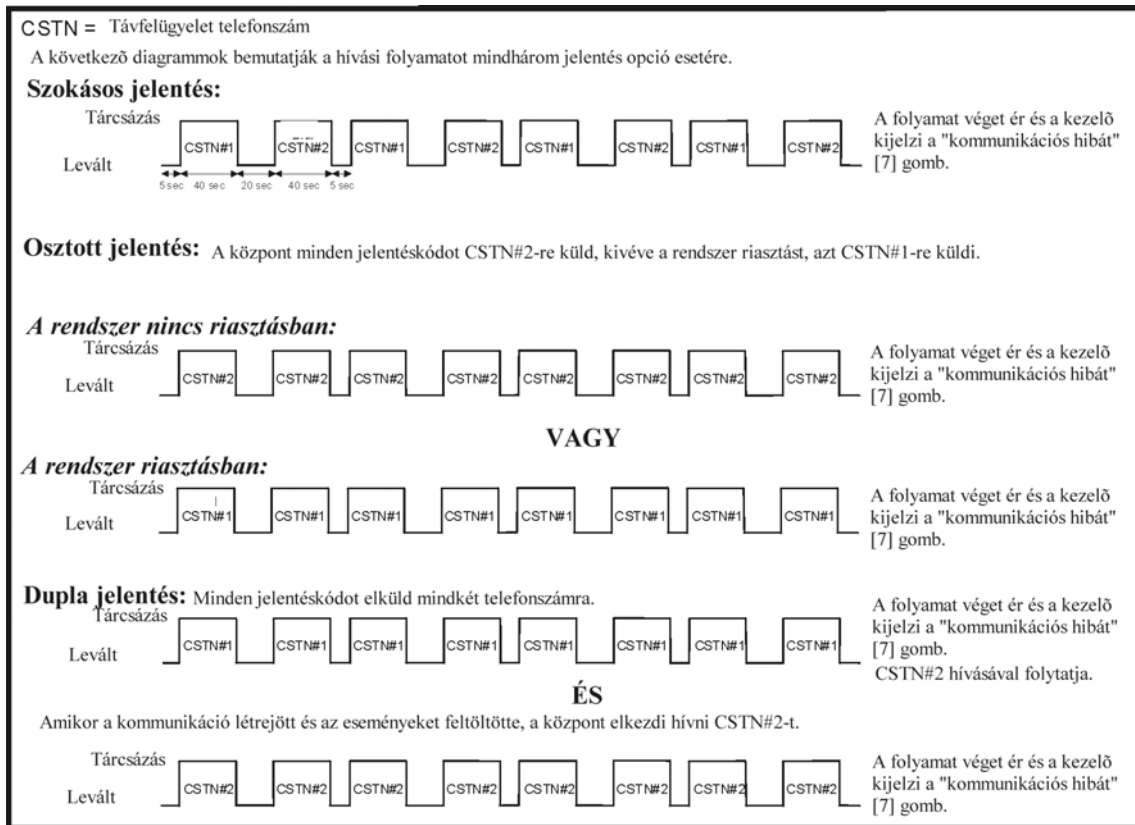 CSTN = Távfelügyelet telefonszám
A következõ diagrammok bemutatják a hívási folyamatot mindhárom jelentés opció esetére.
Szokásos jelentés:
Tárcsázás
Levált
CSTN#1 CSTN#2 CSTN#1 CSTN#2 CSTN#1 CSTN#2 CSTN#1 CSTN#2
5 sec 40 sec 20 sec 40 sec 5 sec
A folyamat véget ér és a kezelõ
kijelzi a "kommunikációs hibát"
[7] gomb.
Osztott jelentés: A központ minden jelentéskódot CSTN#2-re küld, kivéve a rendszer riasztást, azt CSTN#1-re küldi.
A rendszer nincs riasztásban:
Tárcsázás
Levált
CSTN#2 CSTN#2 CSTN#2 CSTN#2 CSTN#2 CSTN#2 CSTN#2 CSTN#2
A folyamat véget ér és a kezelõ
kijelzi a "kommunikációs hibát"
[7] gomb.
VAGY
A rendszer riasztásban:
Tárcsázás
Levált
CSTN#1 CSTN#1 CSTN#1 CSTN#1 CSTN#1 CSTN#1 CSTN#1 CSTN#1
A folyamat véget ér és a kezelõ
kijelzi a "kommunikációs hibát"
[7] gomb.
Dupla jelentés: Minden jelentéskódot elküld mindkét telefonszámra.
Tárcsázás
Levált
CSTN#1 CSTN#1 CSTN#1 CSTN#1 CSTN#1 CSTN#1 CSTN#1 CSTN#1
A folyamat véget ér és a kezelõ
kijelzi a "kommunikációs hibát"
[7] gomb.
CSTN#2 hívásával folytatja.
ÉS
Amikor a kommunikáció létrejött és az eseményeket feltöltötte, a központ elkezdi hívni CSTN#2-t.
Tárcsázás
Levált
CSTN#2 CSTN#2 CSTN#2 CSTN#2 CSTN#2 CSTN#2 CSTN#2 CSTN#2
A folyamat véget ér és a kezelõ
kijelzi a "kommunikációs hibát"
[7] gomb.